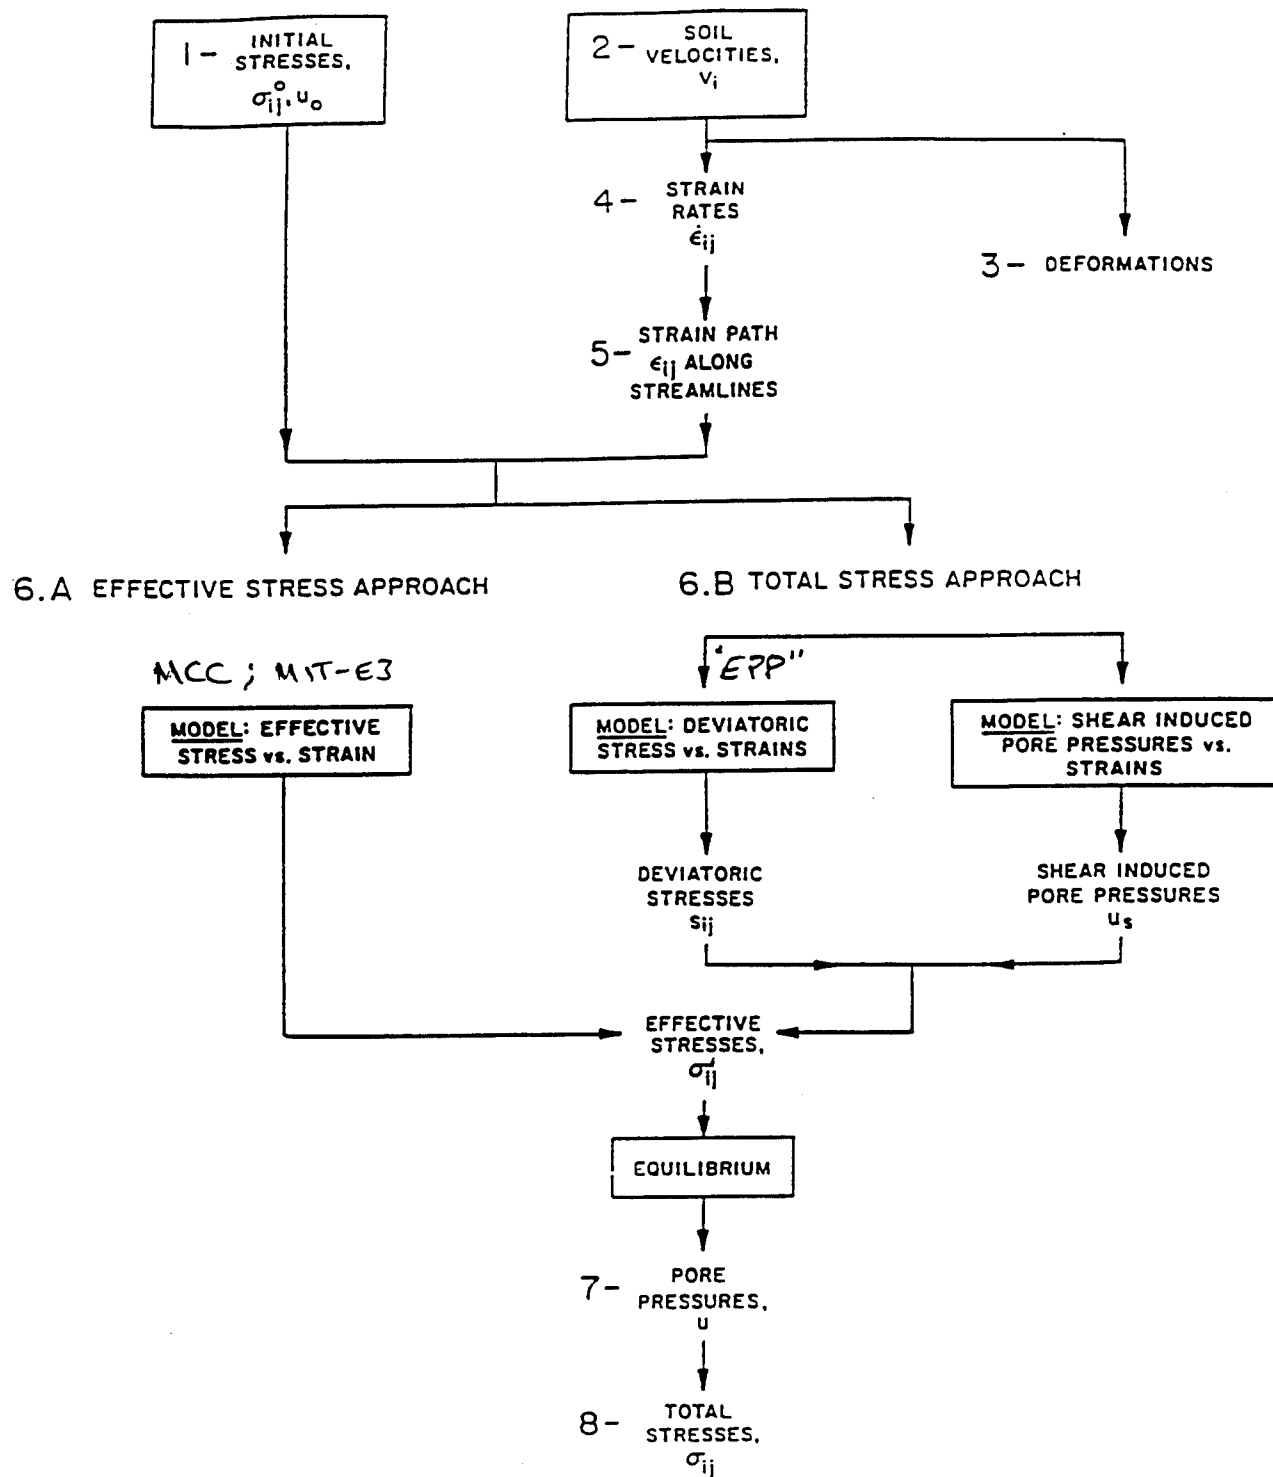 1- INITIAL
STRESSES,
σ°ij, uo
2- SOIL
VELOCITIES,
vi
4- STRAIN
RATES
ε̇ij
3- DEFORMATIONS
5- STRAIN PATH
εij ALONG
STREAMLINES
6.A EFFECTIVE STRESS APPROACH
6.B TOTAL STRESS APPROACH
MCC ; MIT-E3
"EPP"
MODEL: EFFECTIVE
STRESS vs. STRAIN
MODEL: DEVIATORIC
STRESS vs. STRAINS
MODEL: SHEAR INDUCED
PORE PRESSURES vs.
STRAINS
DEVIATORIC
STRESSES
sij
SHEAR INDUCED
PORE PRESSURES
us
EFFECTIVE
STRESSES,
σ'ij
EQUILIBRIUM
7- PORE
PRESSURES,
u
8- TOTAL
STRESSES,
σij